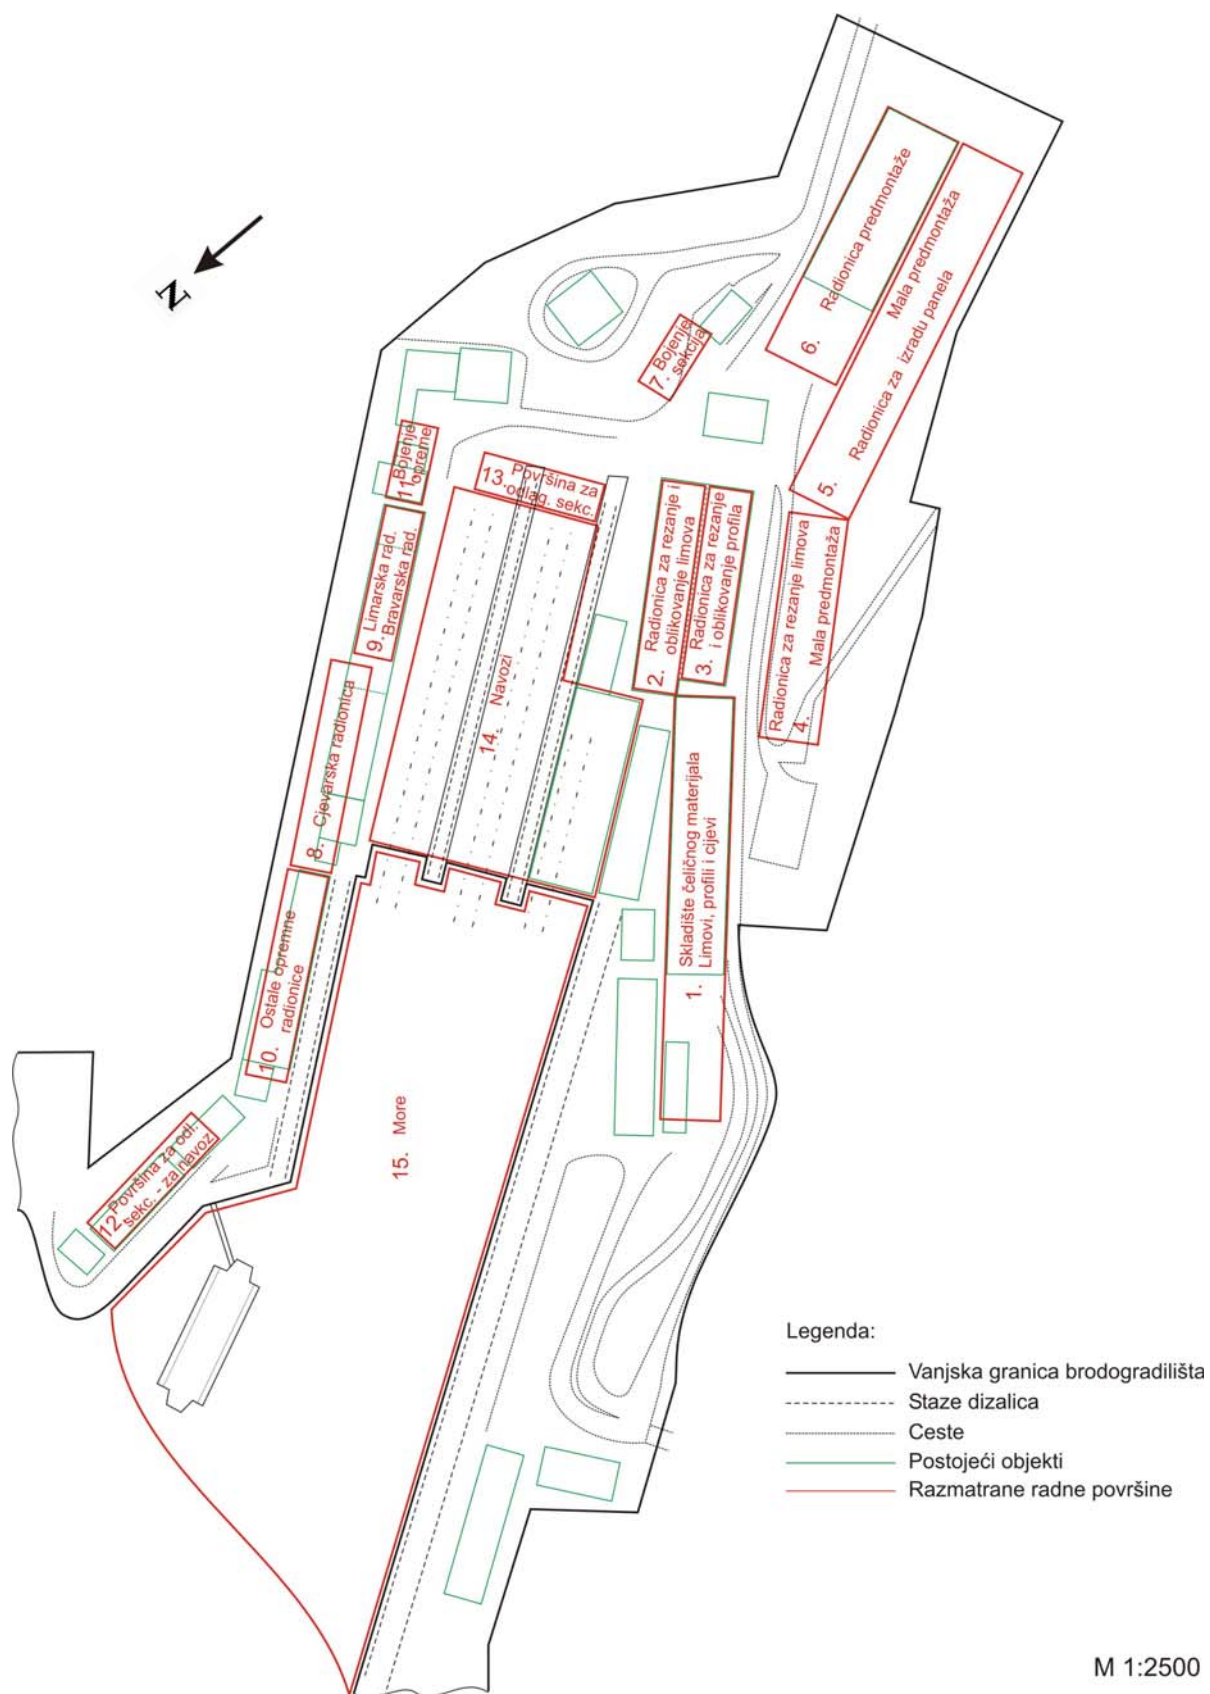 N
6. Radionica predmontaže
Mala predmontaža
5. Radionica za izradu panela
7. Bojenje
sekcija
11. Bojenje
opreme
13. Površina za
odlag. sekc.
2. Radionica za rezanje i
oblikovanje limova
3. Radionica za rezanje
i oblikovanje profila
9. Limarska rad.
Bravarska rad.
Radionica za rezanje limova
4. Mala predmontaža
14. Navozi
8. Cjevarska radionica
Skladište čeličnog materijala
1. Limovi, profili i cijevi
10. Ostale opremne
radionice
15. More
12. Površina za odl.
sekc. - za navoz
Legenda:
Vanjska granica brodogradilišta
Staze dizalica
Ceste
Postojeći objekti
Razmatrane radne površine
M 1:2500